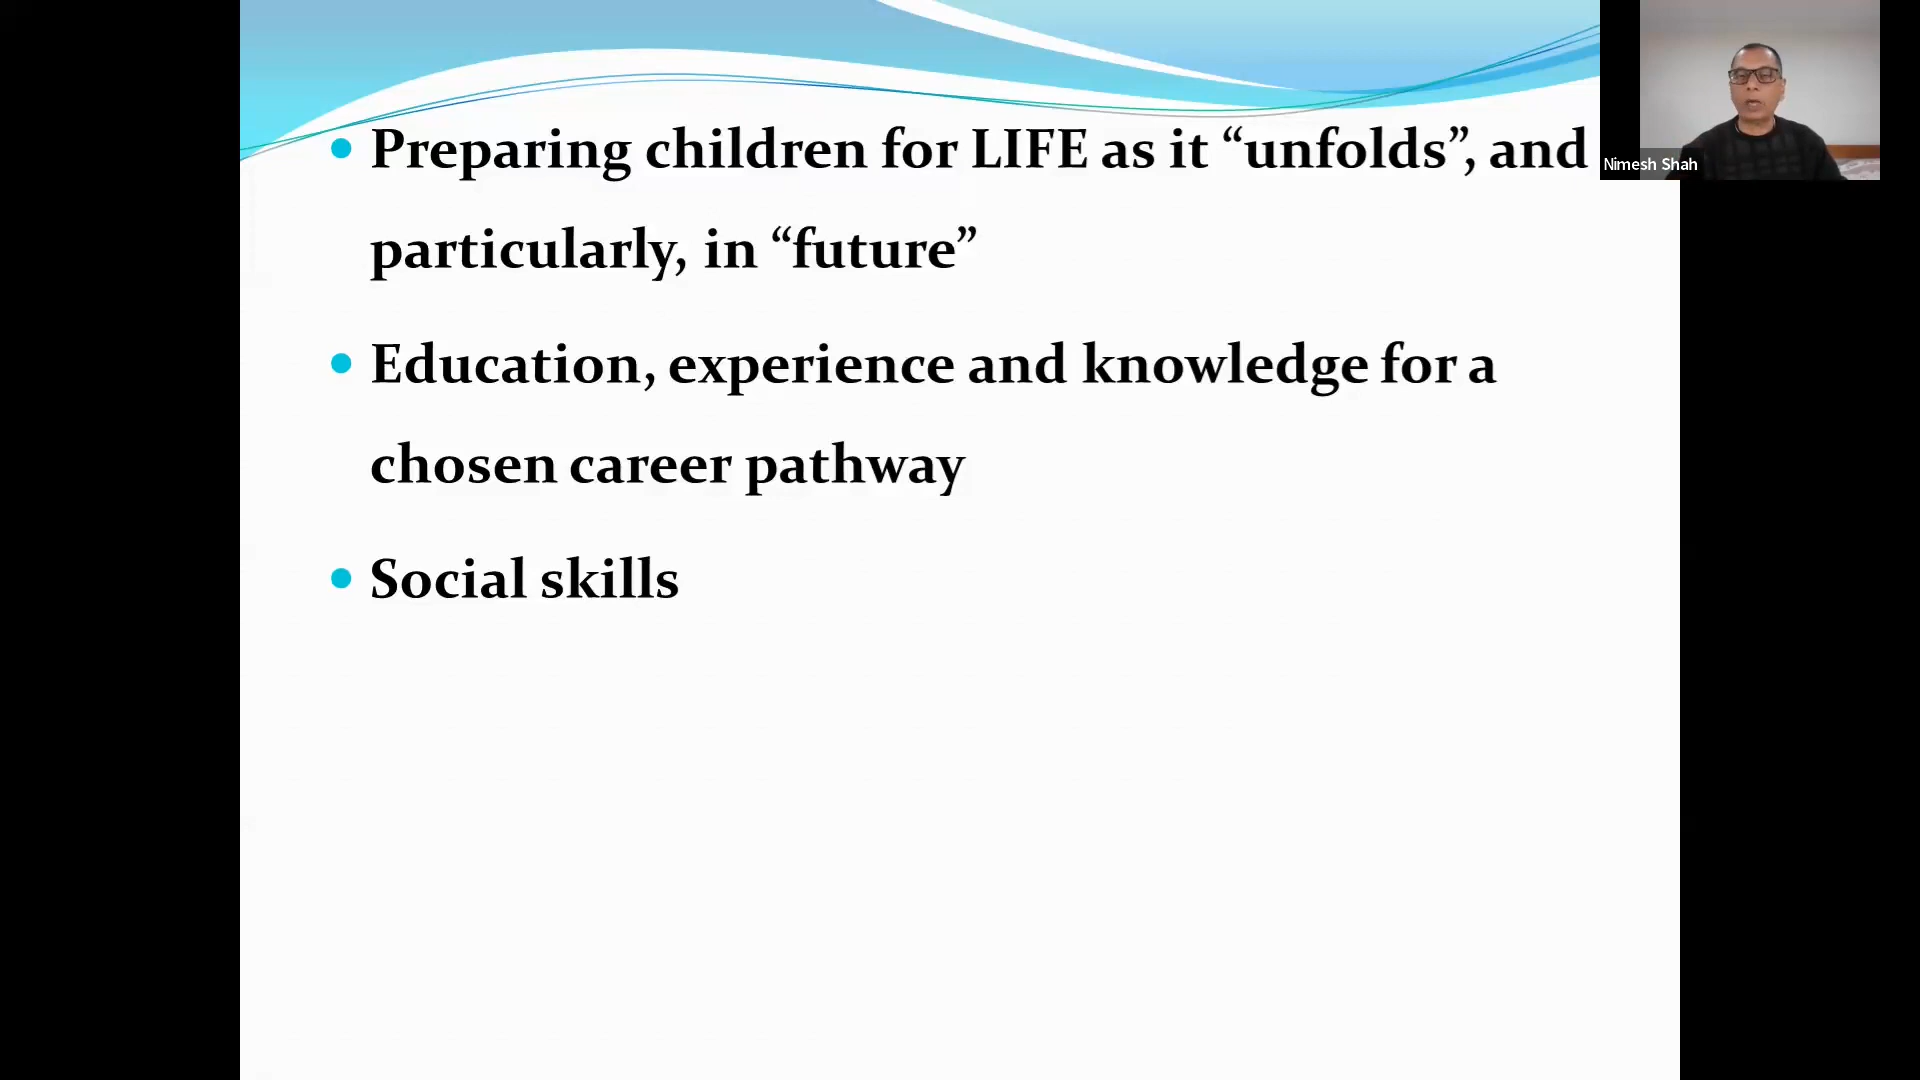 • Preparing children for LIFE as it “unfolds”, and
particularly, in “future”
• Education, experience and knowledge for a
chosen career pathway
• Social skills
Nimesh Shah